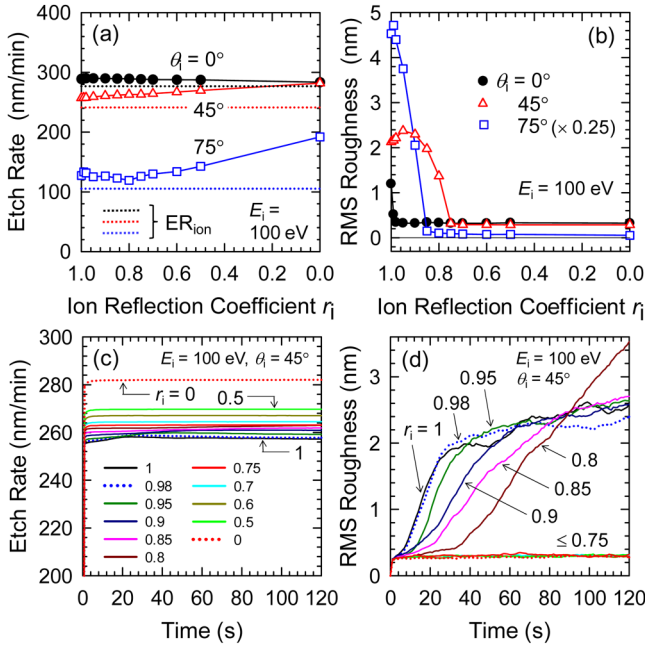 (a)
θi = 0°
45°
75°
ERion
Ei =
100 eV
400
300
200
100
0
1.0
0.8
0.6
0.4
0.2
0.0
Etch Rate (nm/min)
Ion Reflection Coefficient ri
(b)
θi = 0°
45°
75° (× 0.25)
Ei = 100 eV
5
4
3
2
1
0
1.0
0.8
0.6
0.4
0.2
0.0
RMS Roughness (nm)
Ion Reflection Coefficient ri
(c)
Ei = 100 eV, θi = 45°
ri = 0
0.5
1
1
0.98
0.95
0.9
0.85
0.8
0.75
0.7
0.6
0.5
0
300
280
260
240
220
200
0
20
40
60
80
100
120
Etch Rate (nm/min)
Time (s)
(d)
Ei = 100 eV
θi = 45°
ri = 1
0.98
0.95
0.8
0.85
0.9
≤ 0.75
3
2
1
0
0
20
40
60
80
100
120
RMS Roughness (nm)
Time (s)